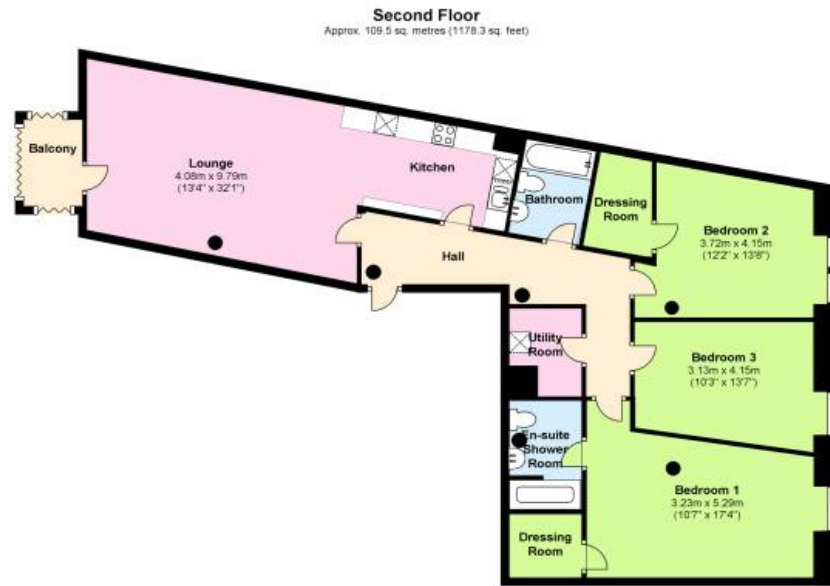 Second Floor
Approx. 109.5 sq. metres (1178.3 sq. feet)
Balcony
Lounge
4.08m x 9.79m
(13'4" x 32'1")
Kitchen
Bathroom
Dressing
Room
Bedroom 2
3.72m x 4.15m
(12'2" x 13'8")
Hall
Utility
Room
Bedroom 3
3.13m x 4.15m
(10'3" x 13'7")
En-suite
Shower
Room
Bedroom 1
3.23m x 5.29m
(10'7" x 17'4")
Dressing
Room